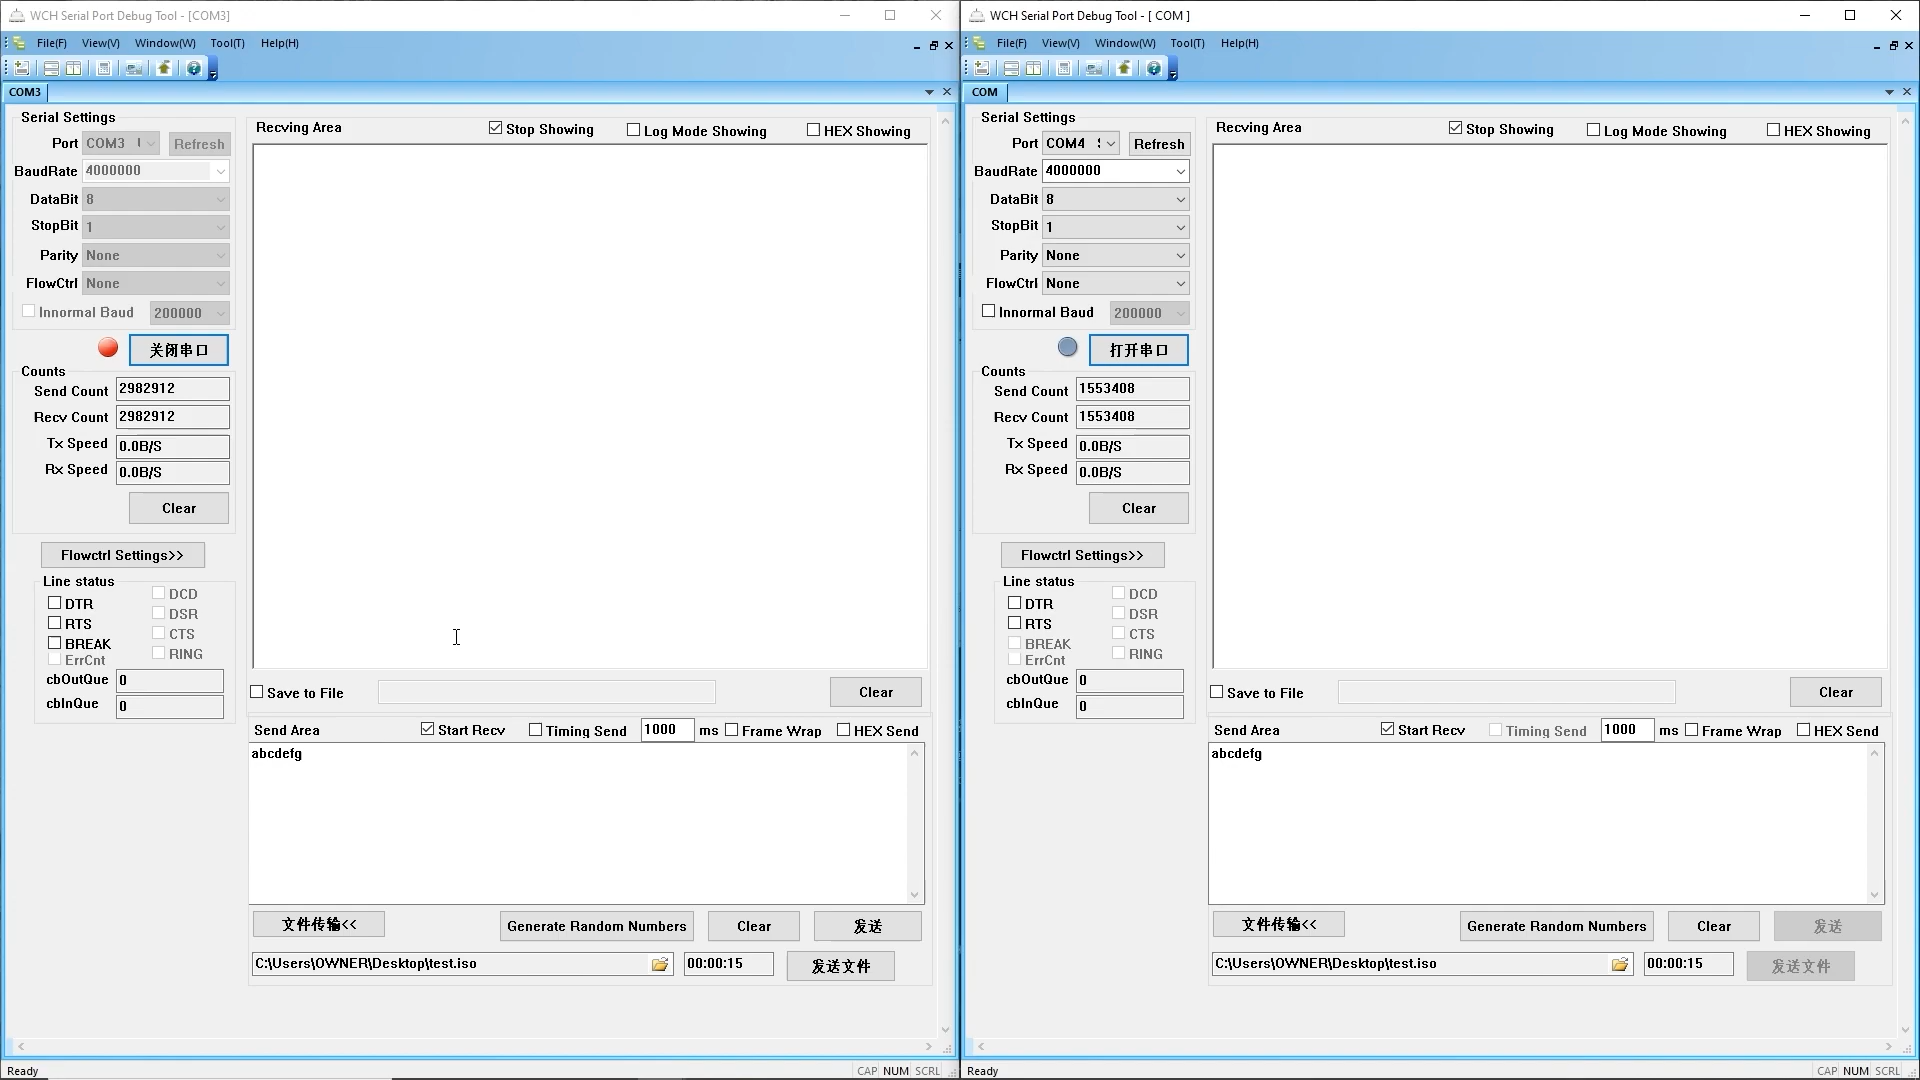 WCH Serial Port Debug Tool - [COM3]
File(F) View(V) Window(W) Tool(T) Help(H)
COM3
Serial Settings
Port COM3 Refresh
BaudRate 4000000
DataBit 8
StopBit 1
Parity None
FlowCtrl None
Innormal Baud 200000
关闭串口
Counts
Send Count 2982912
Recv Count 2982912
Tx Speed 0.0B/S
Rx Speed 0.0B/S
Clear
Flowctrl Settings>>
Line status
DTR DCD
RTS DSR
BREAK CTS
ErrCnt RING
cbOutQue 0
cbInQue 0
Recving Area Stop Showing Log Mode Showing HEX Showing
Save to File Clear
Send Area Start Recv Timing Send 1000 ms Frame Wrap HEX Send
abcdefg
文件传输<< Generate Random Numbers Clear 发送
C:\Users\OWNER\Desktop\test.iso 00:00:15 发送文件
Ready CAP NUM SCRL
WCH Serial Port Debug Tool - [ COM ]
File(F) View(V) Window(W) Tool(T) Help(H)
COM
Serial Settings
Port COM4 Refresh
BaudRate 4000000
DataBit 8
StopBit 1
Parity None
FlowCtrl None
Innormal Baud 200000
打开串口
Counts
Send Count 1553408
Recv Count 1553408
Tx Speed 0.0B/S
Rx Speed 0.0B/S
Clear
Flowctrl Settings>>
Line status
DTR DCD
RTS DSR
BREAK CTS
ErrCnt RING
cbOutQue 0
cbInQue 0
Recving Area Stop Showing Log Mode Showing HEX Showing
Save to File Clear
Send Area Start Recv Timing Send 1000 ms Frame Wrap HEX Send
abcdefg
文件传输<< Generate Random Numbers Clear 发送
C:\Users\OWNER\Desktop\test.iso 00:00:15 发送文件
Ready CAP NUM SCRL